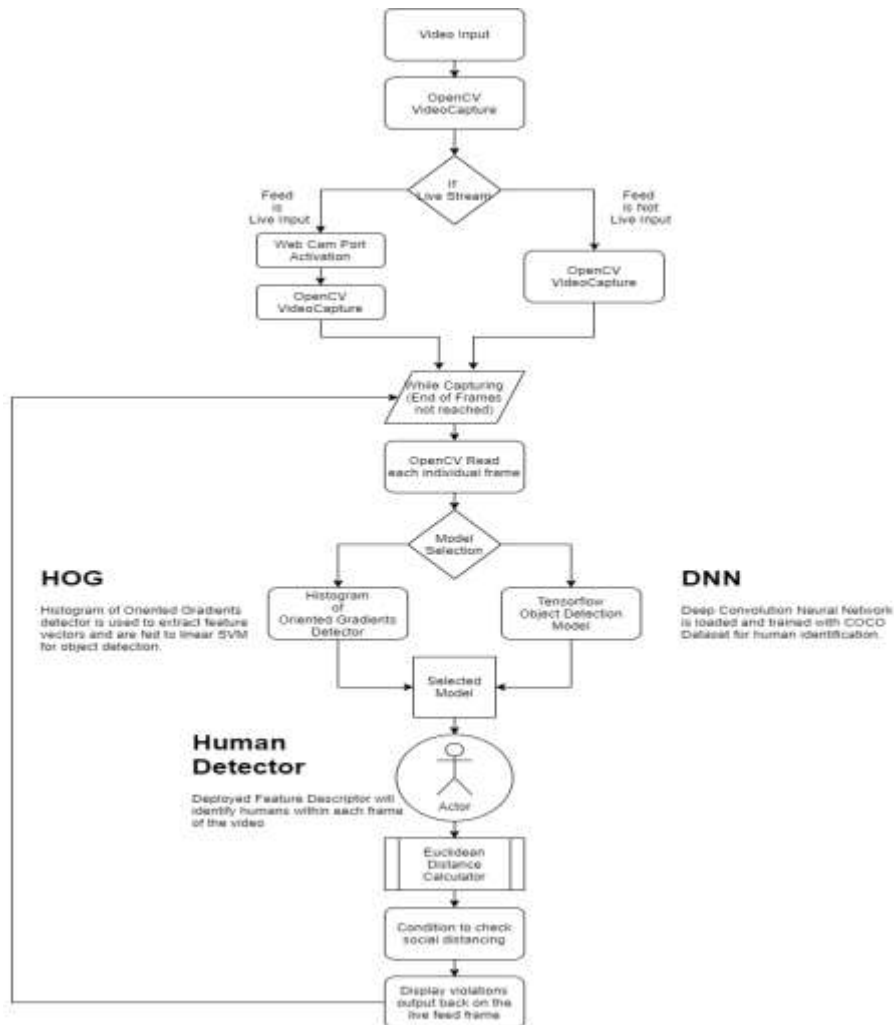 Video Input
OpenCV
VideoCapture
If
Live Stream
Feed
is
Live Input
Feed
is Not
Live Input
Web Cam Port
Activation
OpenCV
VideoCapture
OpenCV
VideoCapture
While Capturing
(End of Frames
not reached)
OpenCV Read
each individual frame
Model
Selection
HOG
Histogram of Oriented Gradients
detector is used to extract feature
vectors and are fed to linear SVM
for object detection.
Histogram
of
Oriented Gradients
Detector
Tensorflow
Object Detection
Model
DNN
Deep Convolution Neural Network
is loaded and trained with COCO
Dataset for human identification.
Selected
Model
Human
Detector
Deployed Feature Descriptor will
identify humans within each frame
of the video
Actor
Euclidean
Distance
Calculator
Condition to check
social distancing
Display violations
output back on the
live feed frame